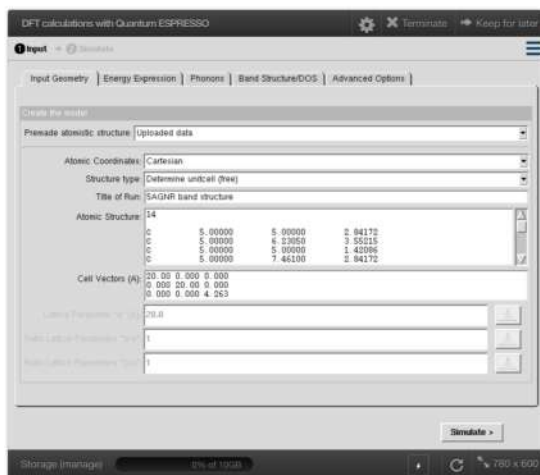 DFT calculations with Quantum ESPRESSO
Terminate
Keep for later
1 Input
2 Simulate
Input Geometry
Energy Expression
Phonons
Band Structure/DOS
Advanced Options
Create the model
Premade atomistic structure: Uploaded data
Atomic Coordinates: Cartesian
Structure type: Determine unitcell (free)
Title of Run: 5AGNR band structure
Atomic Structure: 14
C 5.00000 5.00000 2.84172
C 5.00000 6.23050 3.55215
C 5.00000 5.00000 1.42086
C 5.00000 7.46100 2.84172
Cell Vectors (A): 20.00 0.000 0.000
0.000 20.00 0.000
0.000 0.000 4.263
20.0
1
1
Simulate >
Storage (manage)
0% of 10GB
780 x 600